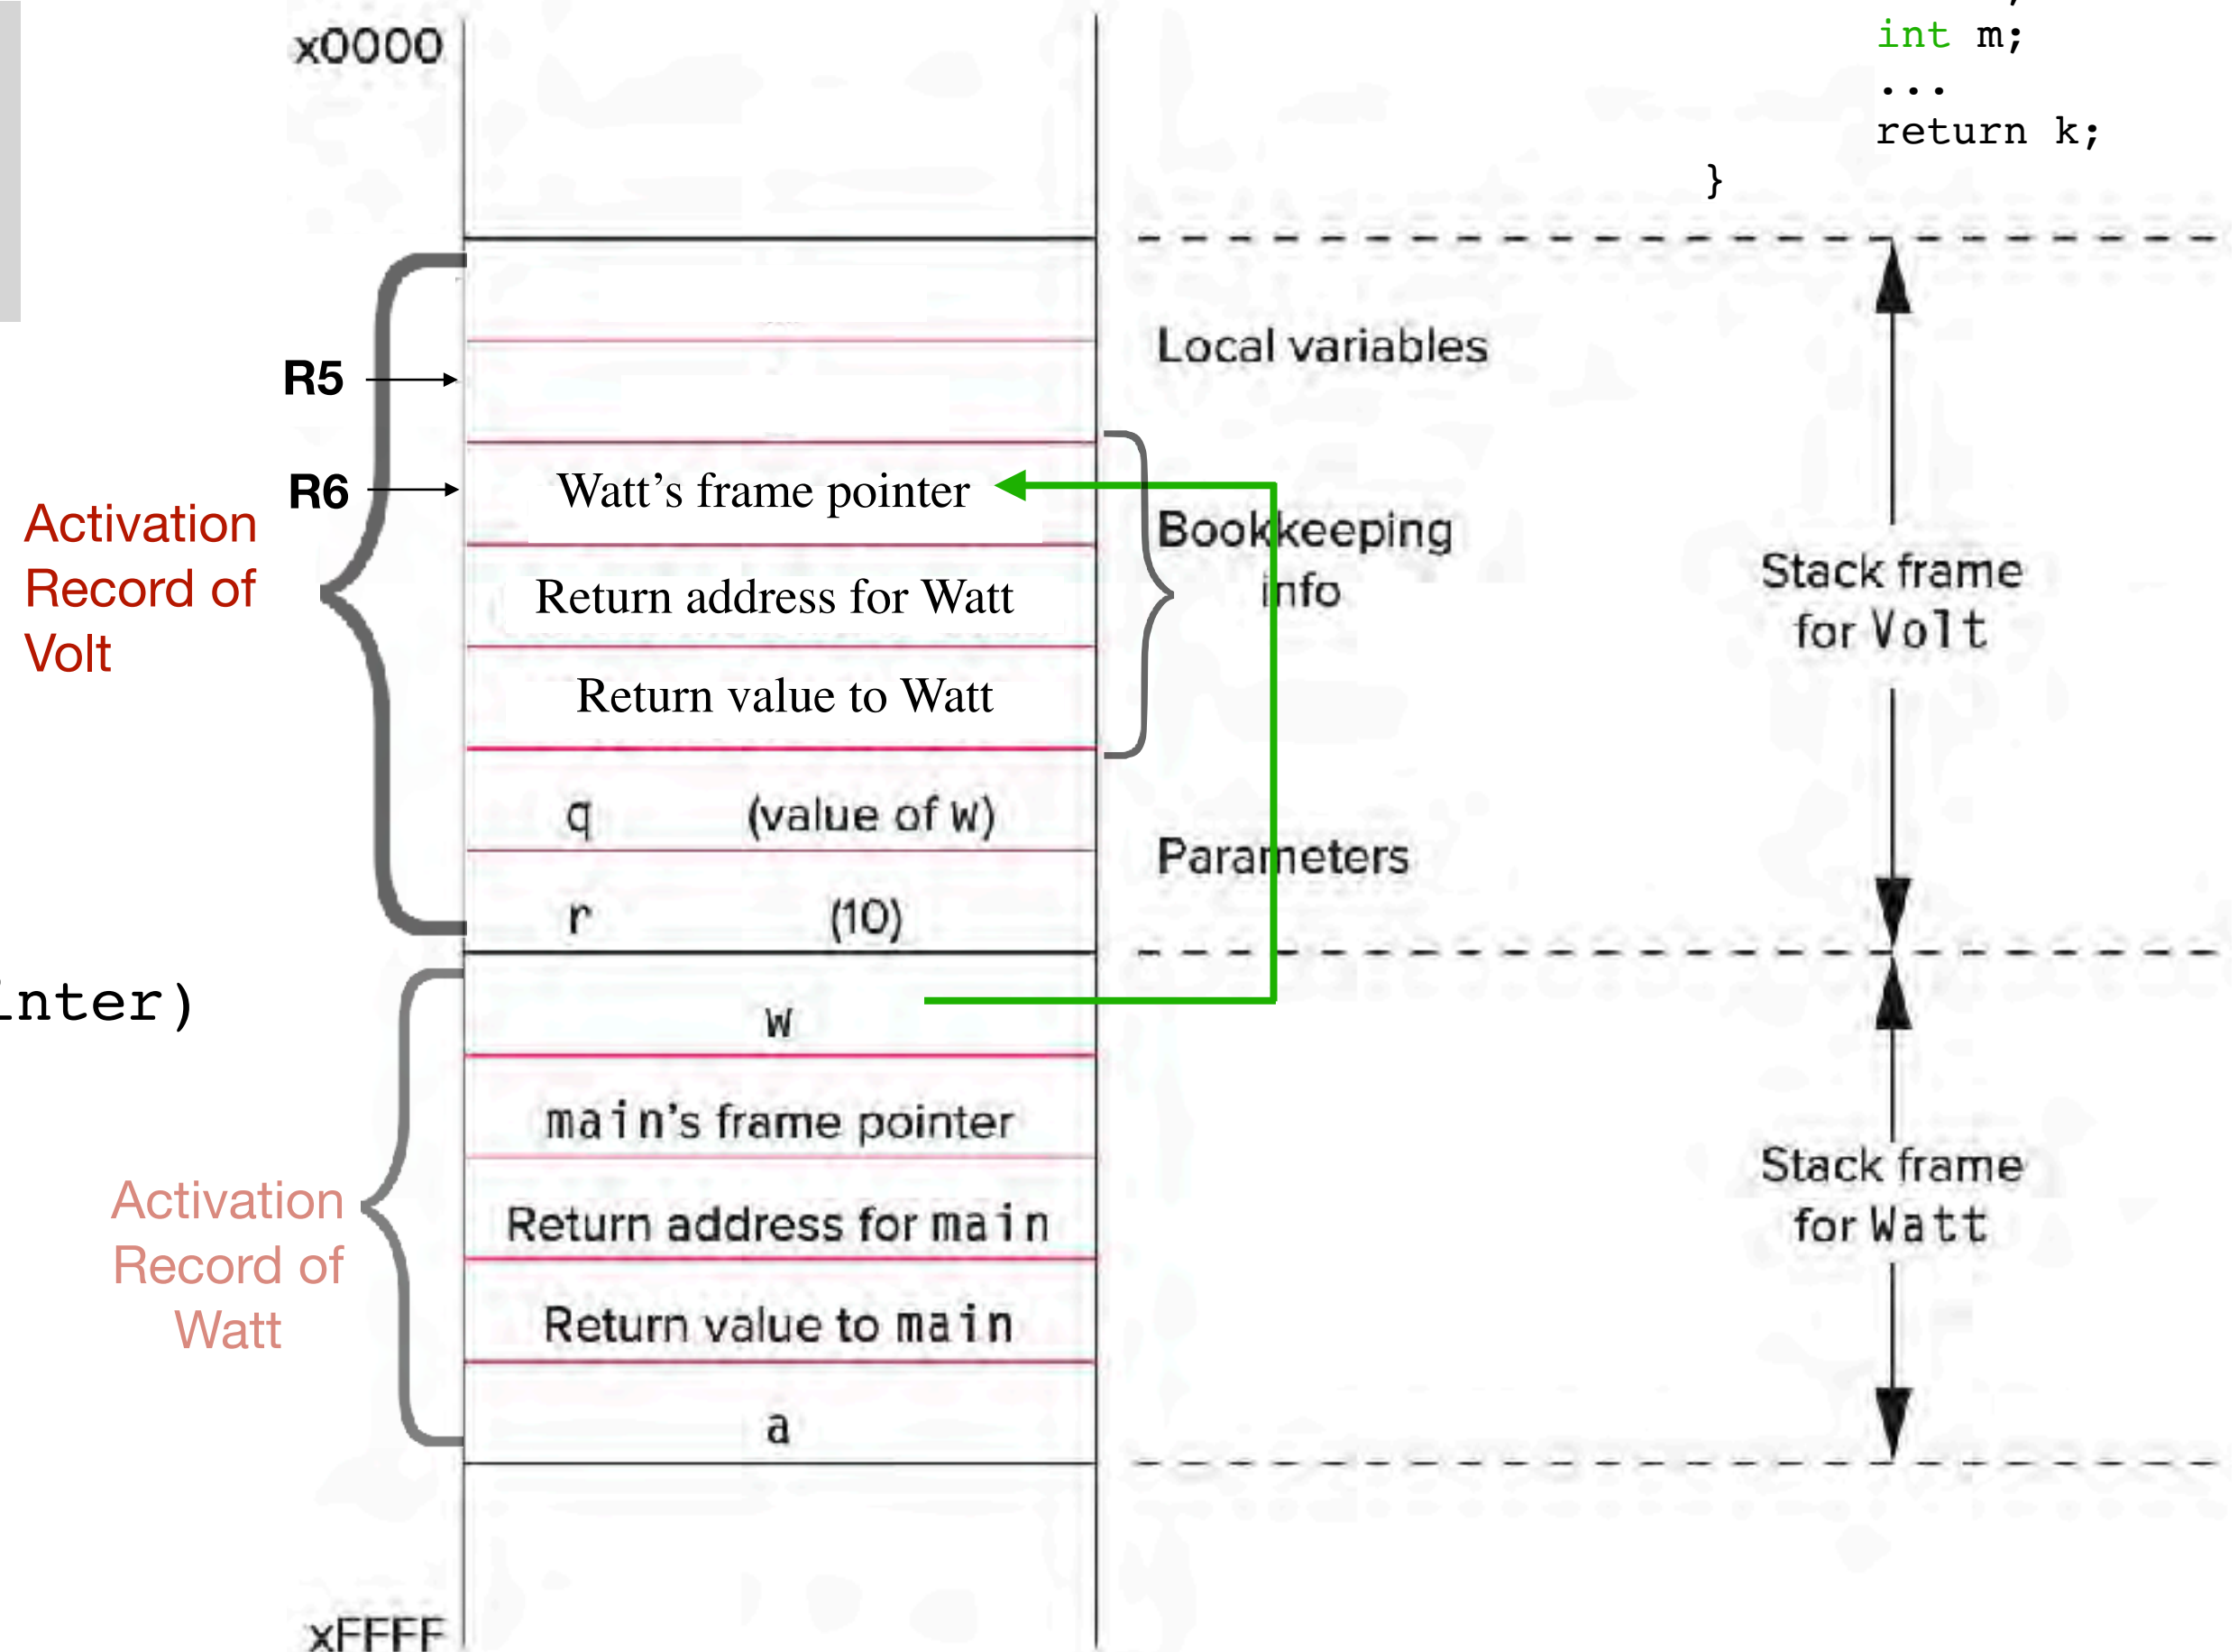 x0000
int m;
...
return k;
}
Local variables
R5
R6
Watt's frame pointer
Activation
Record of
Volt
Bookkeeping
info
Stack frame
for Volt
Return address for Watt
Return value to Watt
q (value of w)
Parameters
r (10)
inter)
w
main's frame pointer
Activation
Record of
Watt
Return address for main
Stack frame
for Watt
Return value to main
a
xFFFF